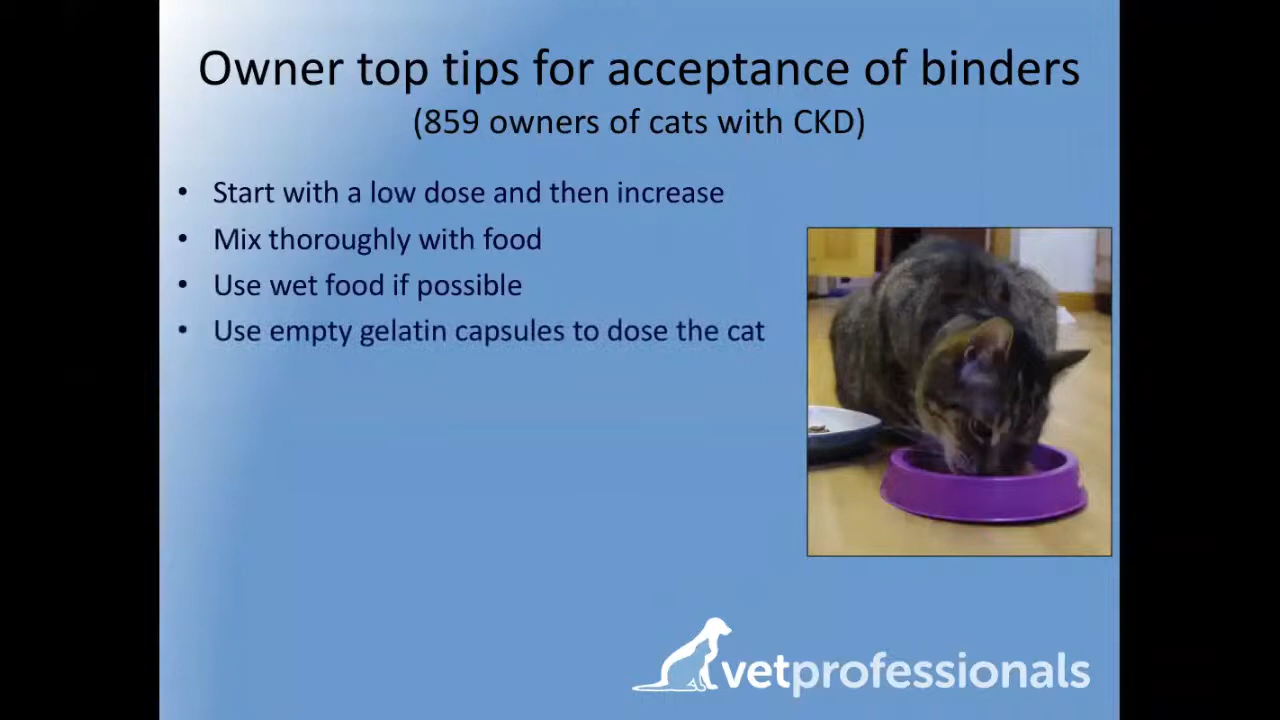 Owner top tips for acceptance of binders
(859 owners of cats with CKD)
• Start with a low dose and then increase
• Mix thoroughly with food
• Use wet food if possible
• Use empty gelatin capsules to dose the cat
vetprofessionals